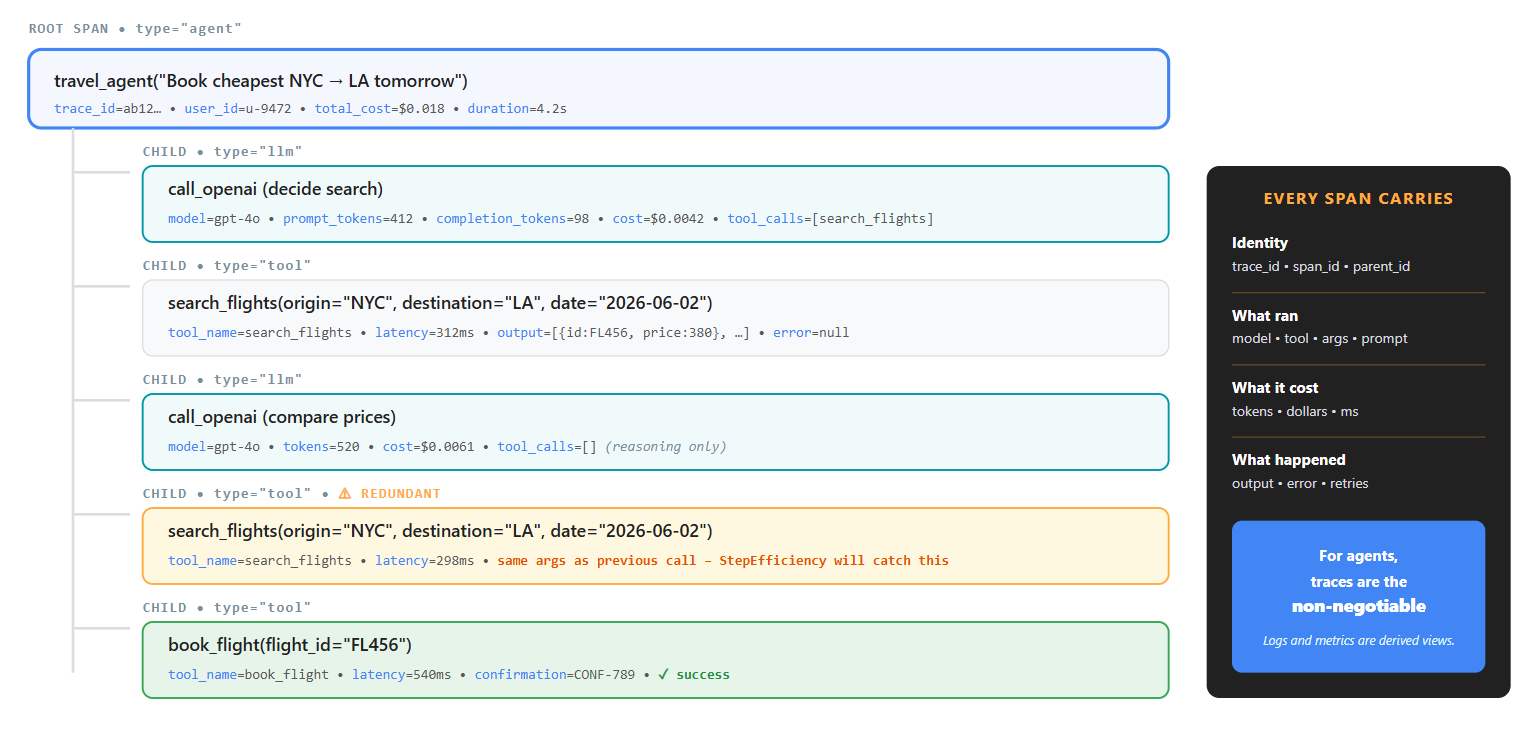 ROOT SPAN • type="agent"
travel_agent("Book cheapest NYC → LA tomorrow")
trace_id=ab12… • user_id=u-9472 • total_cost=$0.018 • duration=4.2s
CHILD • type="llm"
call_openai (decide search)
model=gpt-4o • prompt_tokens=412 • completion_tokens=98 • cost=$0.0042 • tool_calls=[search_flights]
CHILD • type="tool"
search_flights(origin="NYC", destination="LA", date="2026-06-02")
tool_name=search_flights • latency=312ms • output=[{id:FL456, price:380}, …] • error=null
CHILD • type="llm"
call_openai (compare prices)
model=gpt-4o • tokens=520 • cost=$0.0061 • tool_calls=[] (reasoning only)
CHILD • type="tool" • ⚠ REDUNDANT
search_flights(origin="NYC", destination="LA", date="2026-06-02")
tool_name=search_flights • latency=298ms • same args as previous call – StepEfficiency will catch this
CHILD • type="tool"
book_flight(flight_id="FL456")
tool_name=book_flight • latency=540ms • confirmation=CONF-789 • ✓ success
EVERY SPAN CARRIES
Identity
trace_id • span_id • parent_id
What ran
model • tool • args • prompt
What it cost
tokens • dollars • ms
What happened
output • error • retries
For agents,
traces are the
non-negotiable
Logs and metrics are derived views.